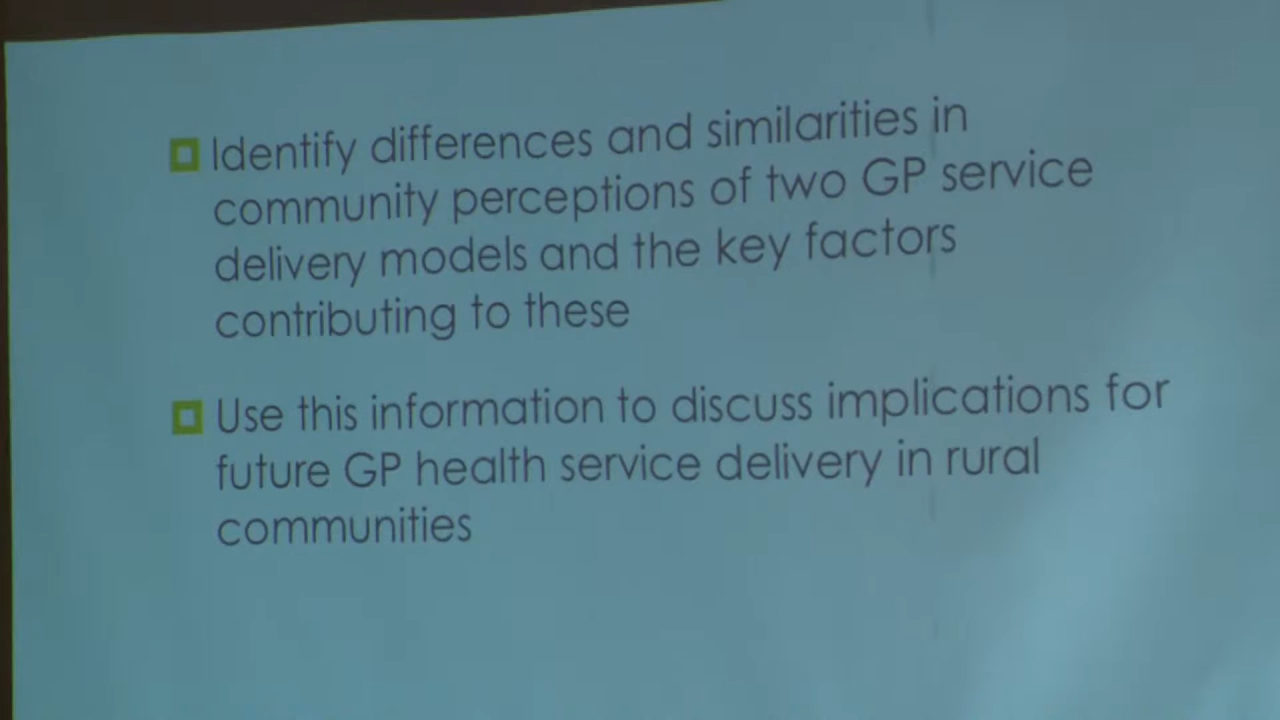 Identify differences and similarities in
community perceptions of two GP service
delivery models and the key factors
contributing to these
Use this information to discuss implications for
future GP health service delivery in rural
communities